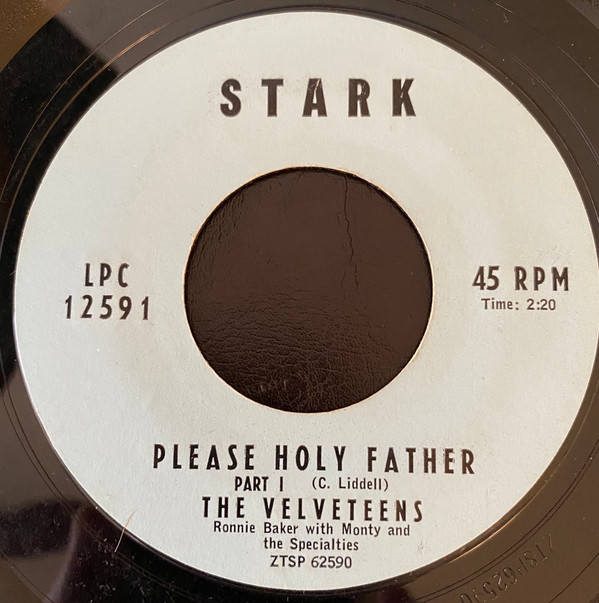 STARK
LPC
12591
45 RPM
Time: 2:20
PLEASE HOLY FATHER
PART I (C. Liddell)
THE VELVETEENS
Ronnie Baker with Monty and
the Specialties
ZTSP 62590